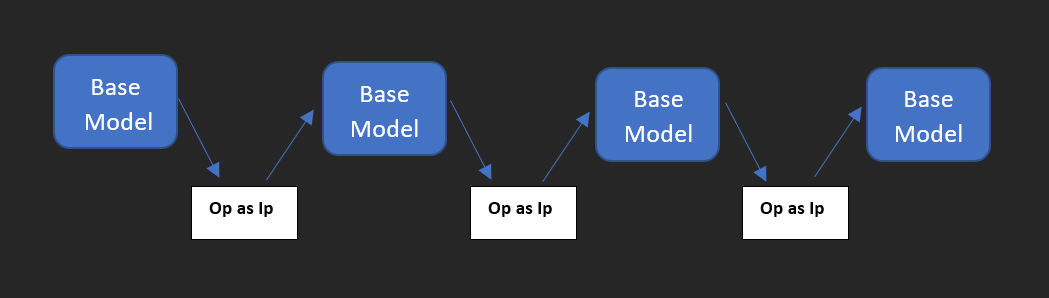 Base
Model
Op as Ip
Base
Model
Op as Ip
Base
Model
Op as Ip
Base
Model